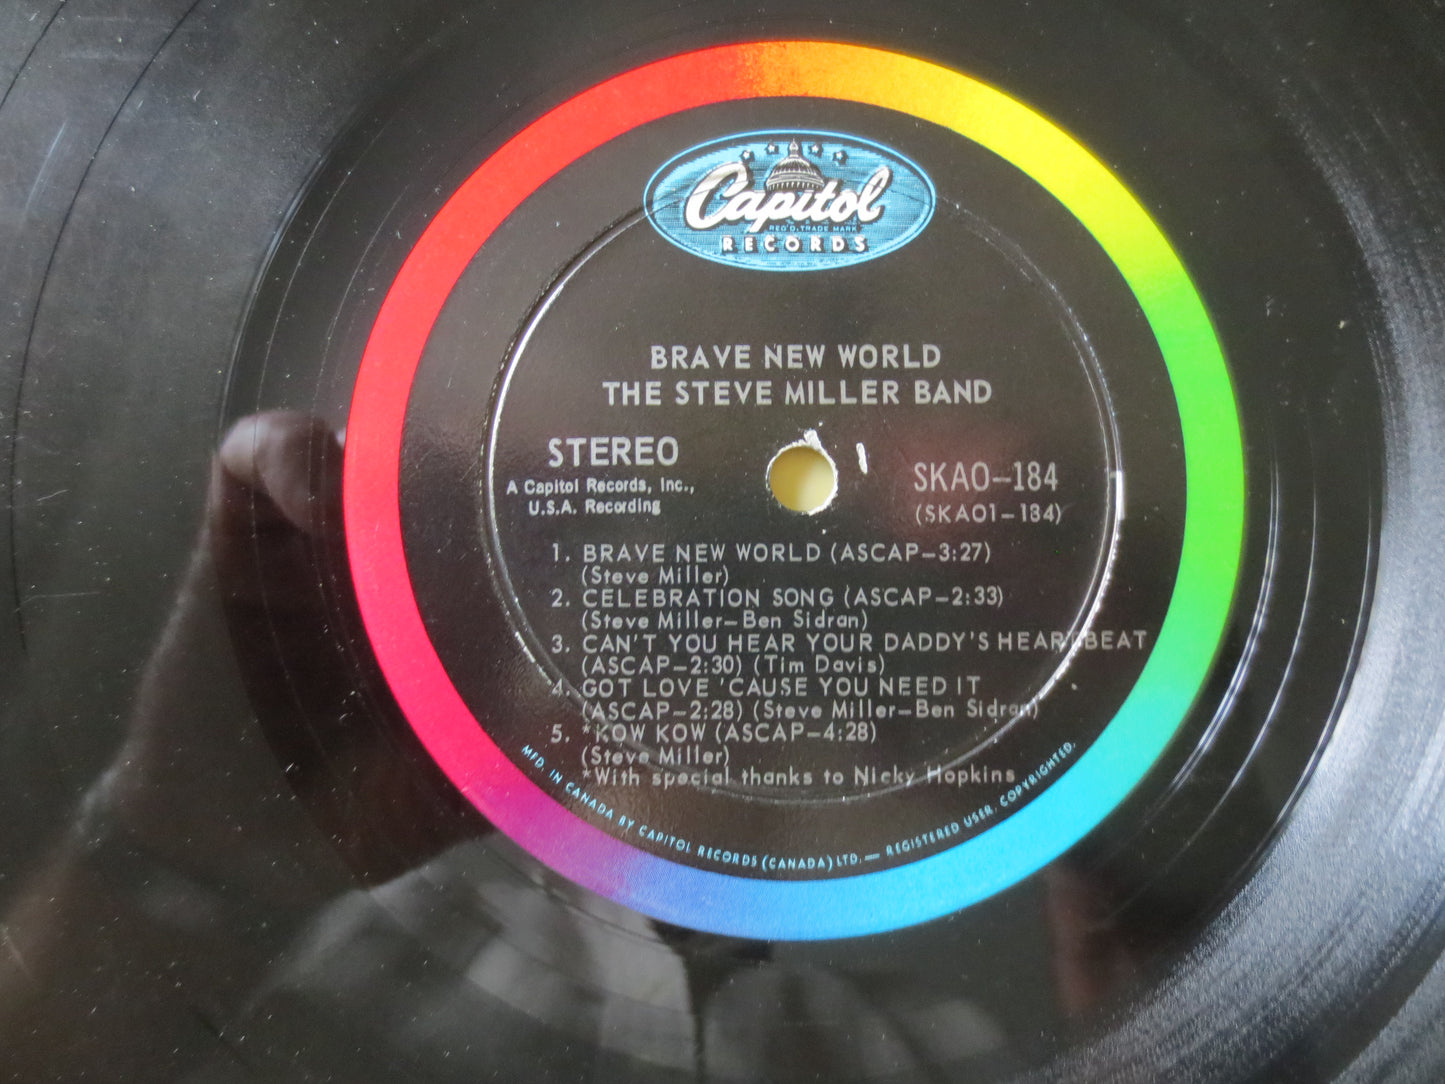 Capitol
REG'D. TRADE MARK
RECORDS
BRAVE NEW WORLD
THE STEVE MILLER BAND
STEREO
1
A Capitol Records, Inc.,
U.S.A. Recording
SKAO-184
(SKAO1-184)
1. BRAVE NEW WORLD (ASCAP-3:27)
(Steve Miller)
2. CELEBRATION SONG (ASCAP-2:33)
(Steve Miller-Ben Sidran)
3. CAN'T YOU HEAR YOUR DADDY'S HEARTBEAT
(ASCAP-2:30) (Tim Davis)
4. GOT LOVE 'CAUSE YOU NEED IT
(ASCAP-2:28) (Steve Miller-Ben Sidran)
5. *KOW KOW (ASCAP-4:28)
(Steve Miller)
*With special thanks to Nicky Hopkins
MFD. IN CANADA BY CAPITOL RECORDS (CANADA) LTD. — REGISTERED USER. COPYRIGHTED.